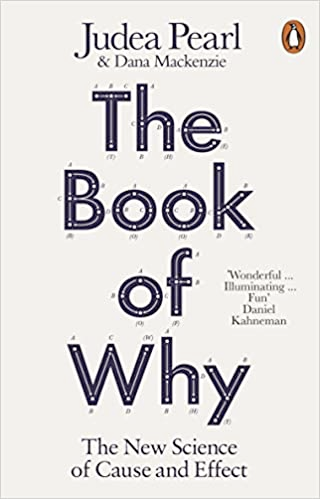 Judea Pearl
& Dana Mackenzie
The
Book
of
Why
'Wonderful ...
Illuminating ...
Fun'
Daniel
Kahneman
The New Science
of Cause and Effect